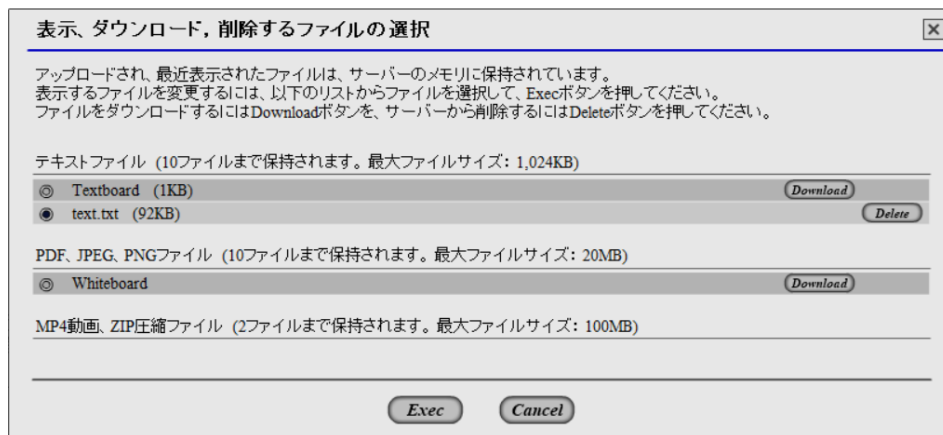 表示、ダウンロード, 削除するファイルの選択
アップロードされ、最近表示されたファイルは、サーバーのメモリに保持されています。
表示するファイルを変更するには、以下のリストからファイルを選択して、Execボタンを押してください。
ファイルをダウンロードするにはDownloadボタンを、サーバーから削除するにはDeleteボタンを押してください。
テキストファイル (10ファイルまで保持されます。最大ファイルサイズ: 1,024KB)
Textboard (1KB) Download
text.txt (92KB) Delete
PDF、JPEG、PNGファイル (10ファイルまで保持されます。最大ファイルサイズ: 20MB)
Whiteboard Download
MP4動画、ZIP圧縮ファイル (2ファイルまで保持されます。最大ファイルサイズ: 100MB)
Exec Cancel